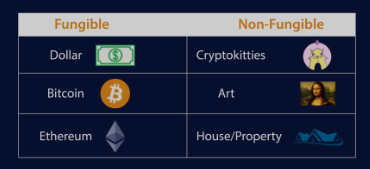 Fungible Non-Fungible
Dollar Cryptokitties
Bitcoin Art
Ethereum House/Property